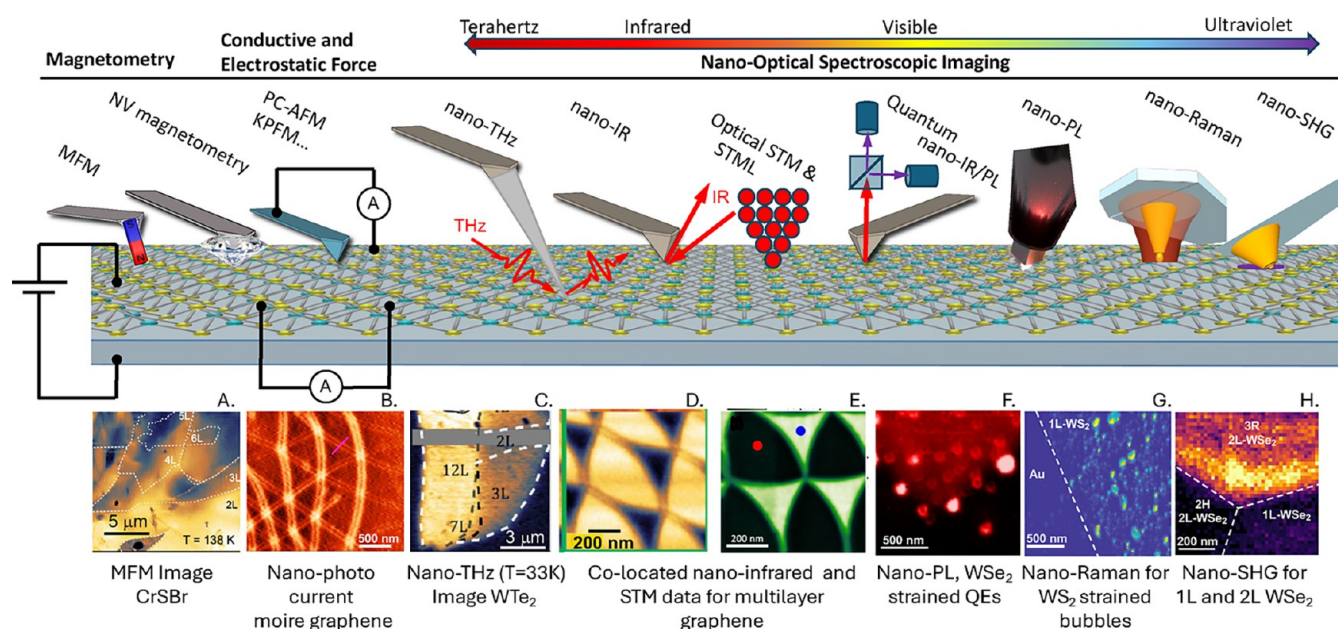 Terahertz Infrared Visible Ultraviolet
Magnetometry
Conductive and
Electrostatic Force
Nano-Optical Spectroscopic Imaging
MFM
NV magnetometry
PC-AFM
KPFM...
nano-THz
nano-IR
Optical STM &
STML
Quantum
nano-IR/PL
nano-PL
nano-Raman
nano-SHG
A
THz
IR
S
N
A
A.
5L
6L
4L
3L
2L
5 μm
T = 138 K
MFM Image
CrSBr
B.
500 nm
Nano-photo
current
moire graphene
C.
2L
12L
3L
7L
3 μm
Nano-THz (T=33K)
Image WTe₂
D.
200 nm
E.
200 nm
Co-located nano-infrared and
STM data for multilayer
graphene
F.
500 nm
Nano-PL, WSe₂
strained QEs
G.
1L-WS₂
Au
500 nm
Nano-Raman for
WS₂ strained
bubbles
H.
3R
2L-WSe₂
2H
2L-WSe₂
1L-WSe₂
200 nm
Nano-SHG for
1L and 2L WSe₂